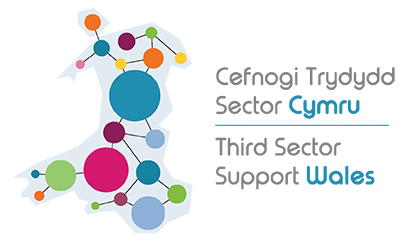 Cefnogi Trydydd
Sector Cymru
Third Sector
Support Wales